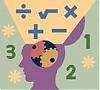 ÷ √ ×
+ − =
3
1
2